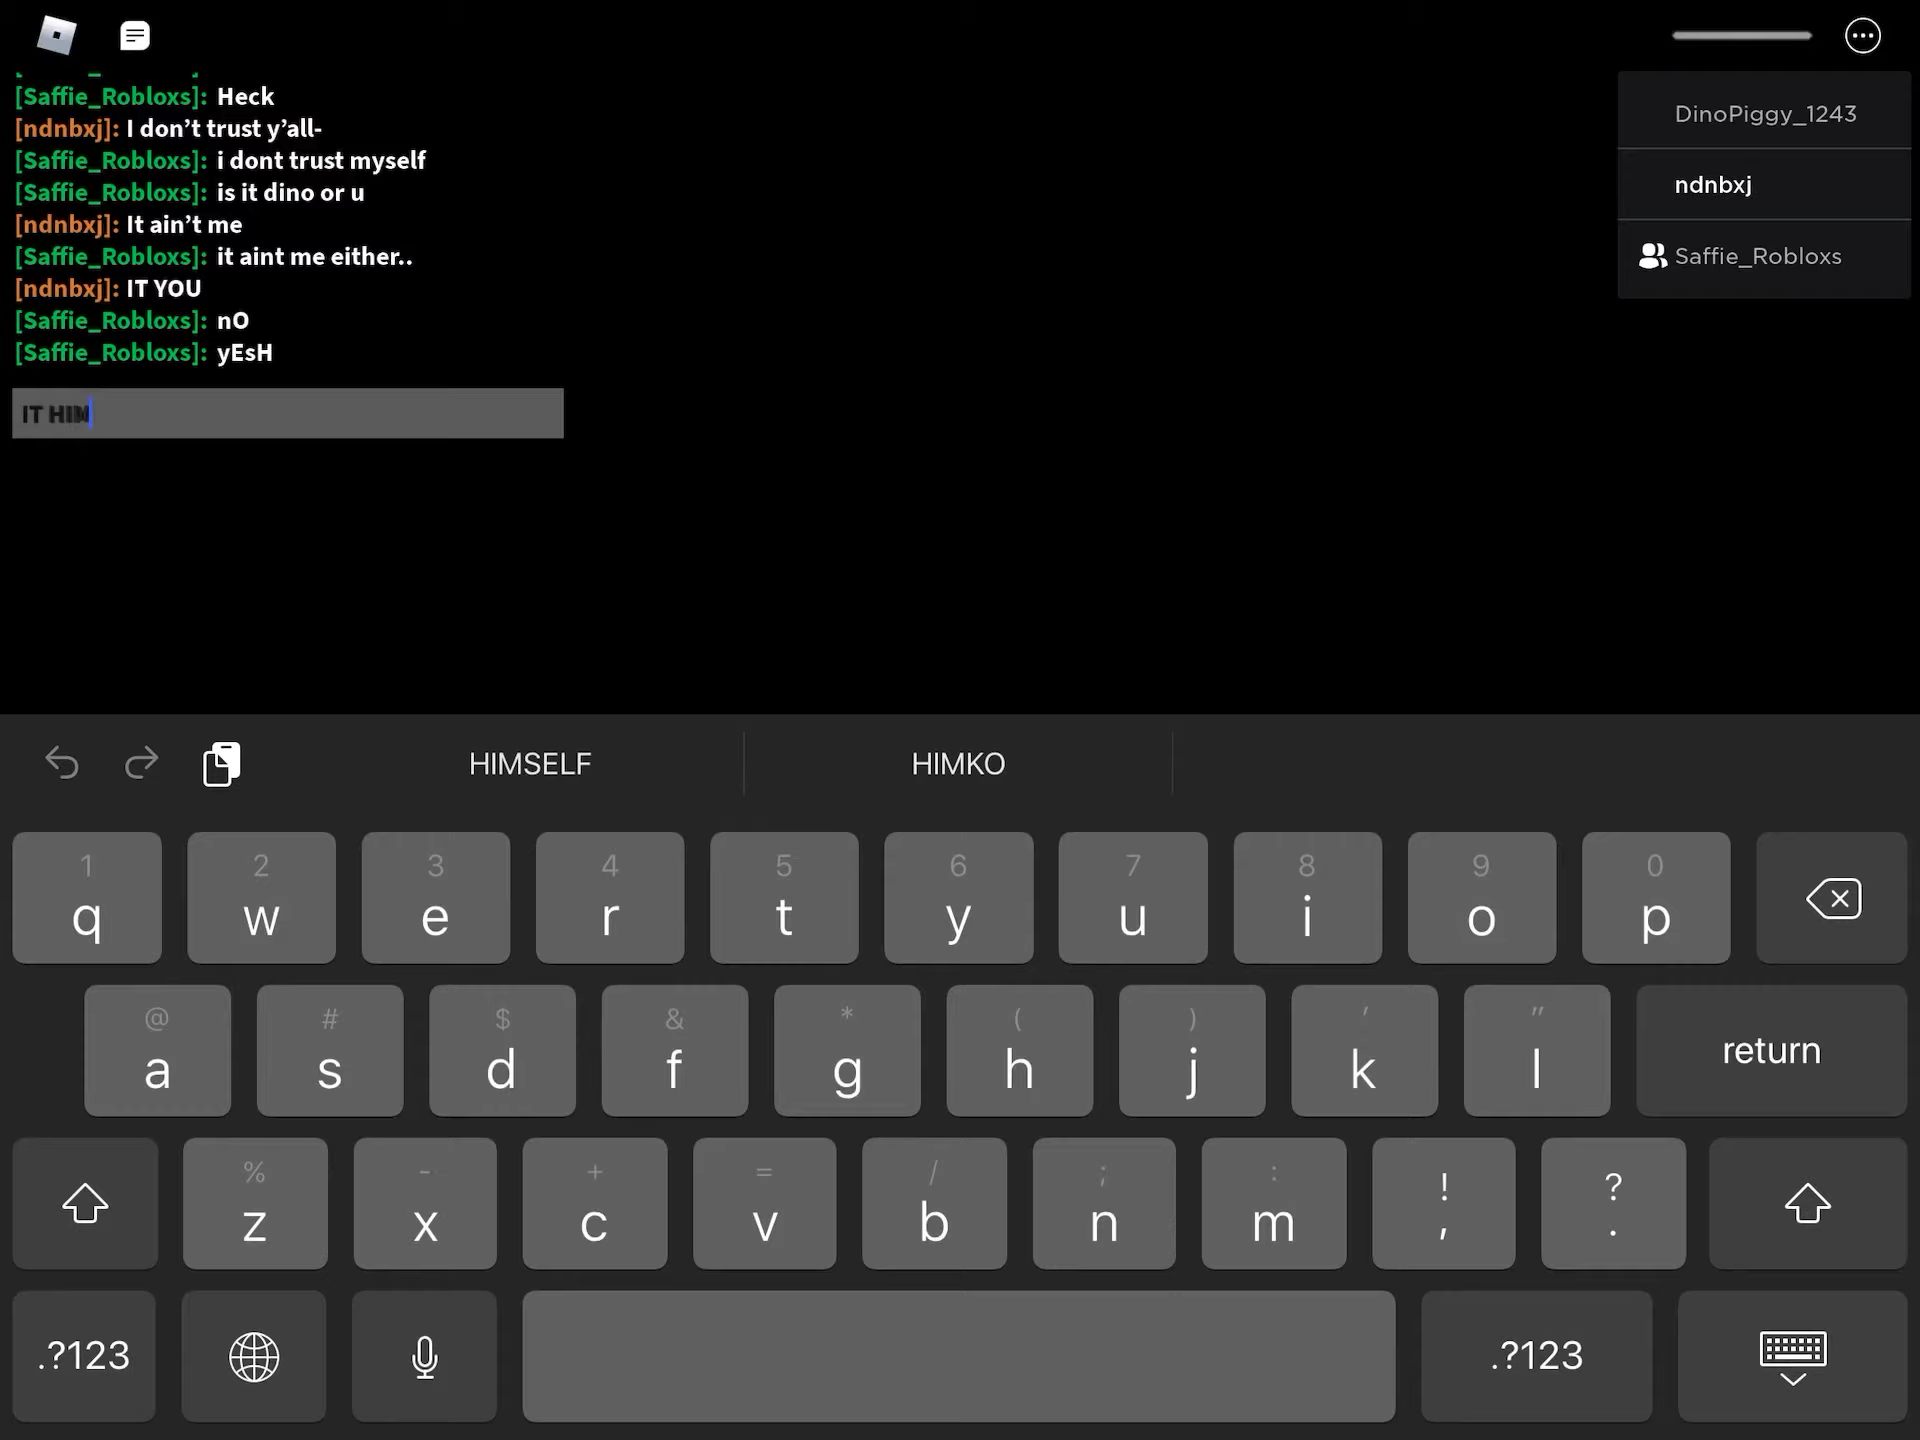 [Saffie_Robloxs]: Heck
[ndnbxj]: I don’t trust y’all-
[Saffie_Robloxs]: i dont trust myself
[Saffie_Robloxs]: is it dino or u
[ndnbxj]: It ain’t me
[Saffie_Robloxs]: it aint me either..
[ndnbxj]: IT YOU
[Saffie_Robloxs]: nO
[Saffie_Robloxs]: yEsH
IT HIM
DinoPiggy_1243
ndnbxj
Saffie_Robloxs
HIMSELF HIMKO
1 2 3 4 5 6 7 8 9 0
q w e r t y u i o p
@ # $ & * ( ) ' "
a s d f g h j k l return
% - + = / ; : ! ?
z x c v b n m , .
.?123 .?123